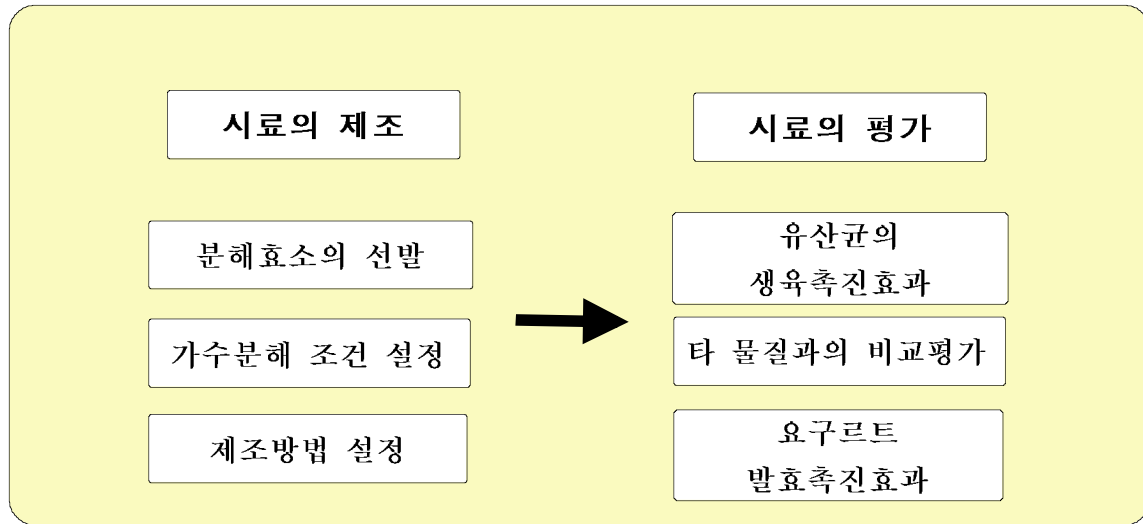 시료의 제조
분해효소의 선발
가수분해 조건 설정
제조방법 설정
시료의 평가
유산균의
생육촉진효과
타 물질과의 비교평가
요구르트
발효촉진효과